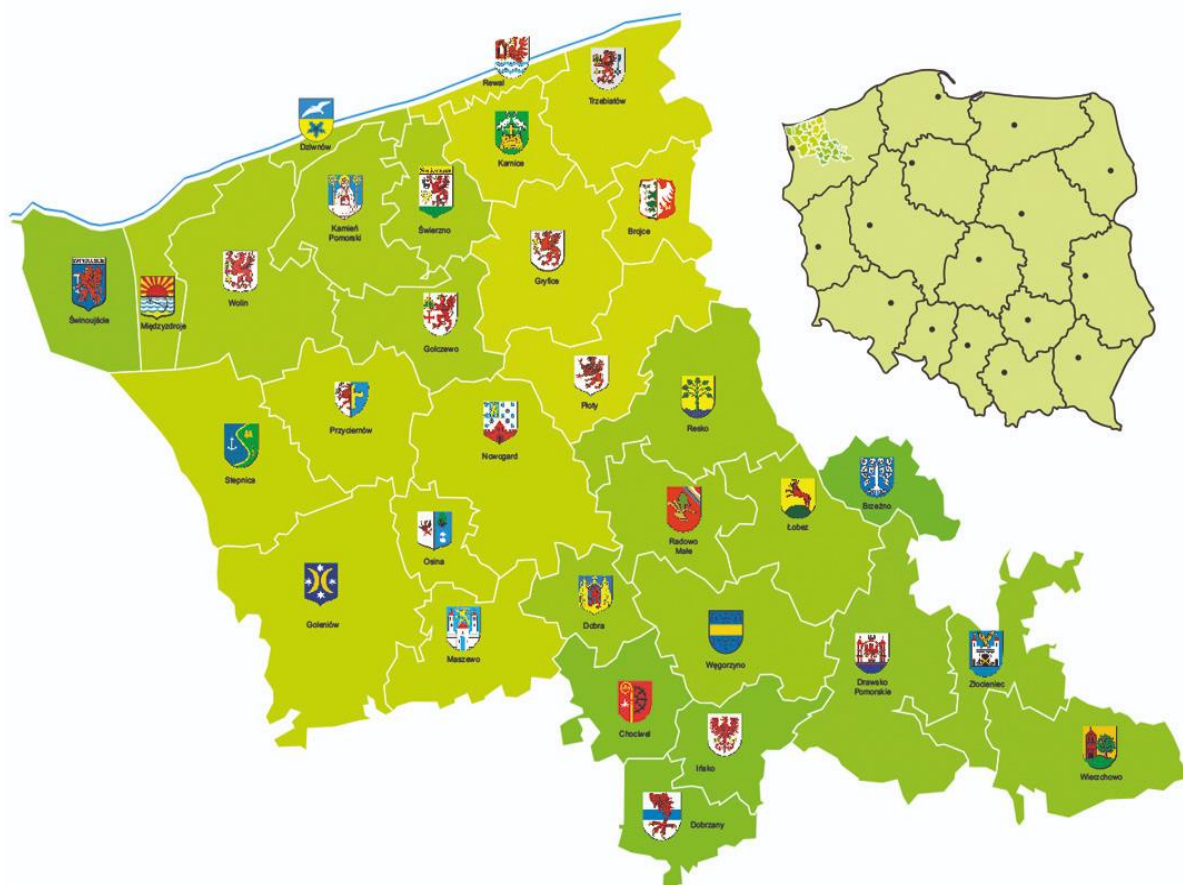 Rewal
Trzebiatów
Dziwnów
Karnice
Kamień
Pomorski
Świerzno
Brojce
Gryfice
Wolin
Świnoujście
Międzyzdroje
Golczewo
Płoty
Przybiernów
Resko
Nowogard
Stepnica
Brzeżno
Łobez
Radowo
Małe
Osina
Goleniów
Dobra
Maszewo
Węgorzyno
Drawsko
Pomorskie
Złocieniec
Chociwel
Ińsko
Wierzchowo
Dobrzany